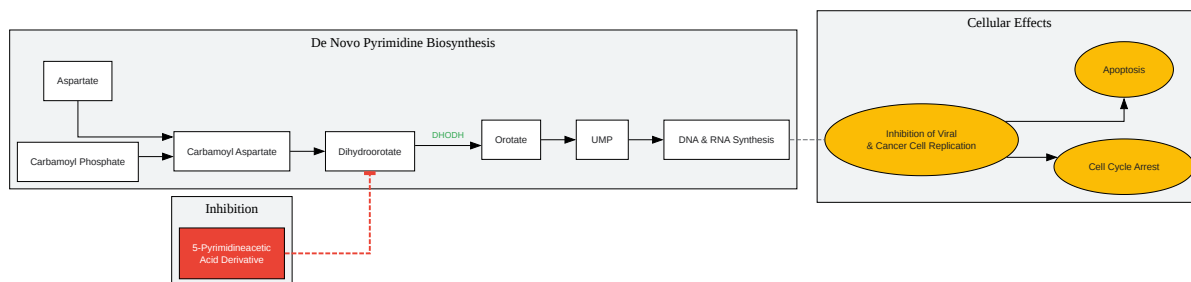 Cellular Effects
De Novo Pyrimidine Biosynthesis
Aspartate
Apoptosis
DHODH
Carbamoyl Phosphate
Carbamoyl Aspartate
Dihydroorotate
Orotate
UMP
DNA & RNA Synthesis
Inhibition of Viral
& Cancer Cell Replication
Cell Cycle Arrest
Inhibition
5-Pyrimidineacetic
Acid Derivative